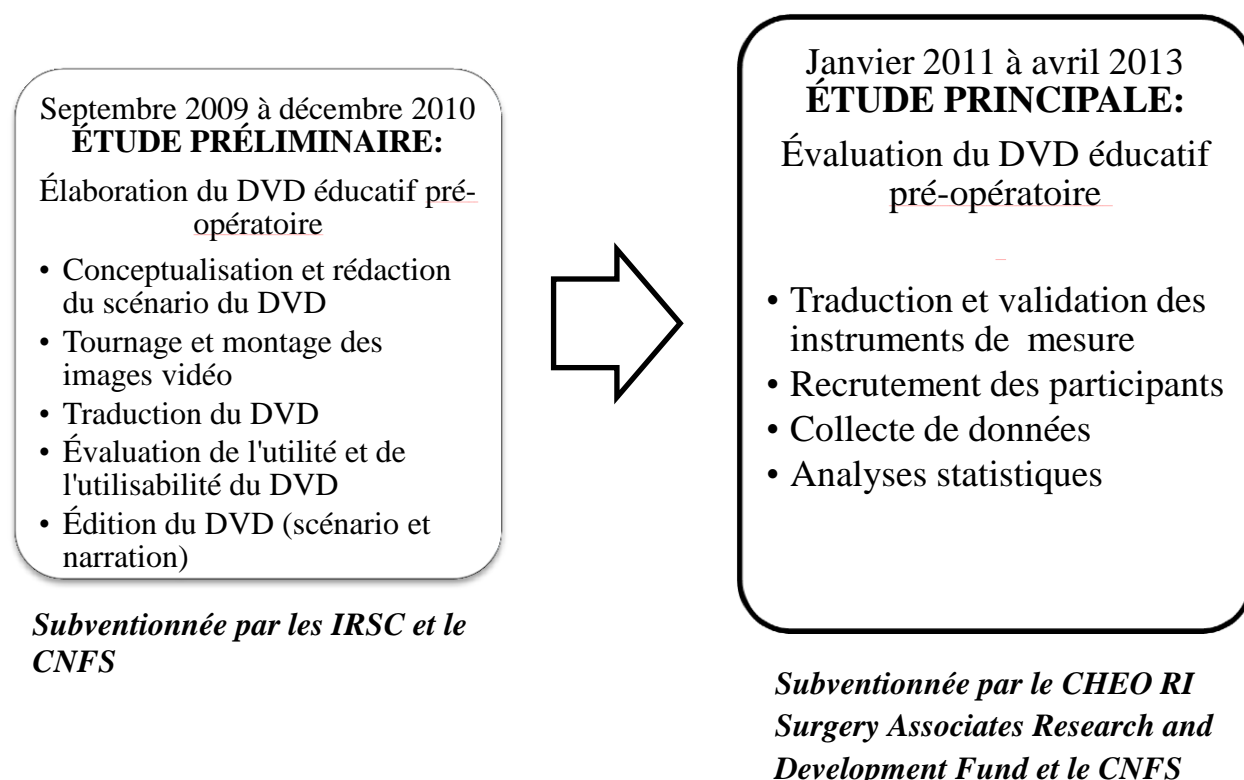 Septembre 2009 à décembre 2010
ÉTUDE PRÉLIMINAIRE:
Élaboration du DVD éducatif pré-
opératoire
• Conceptualisation et rédaction
du scénario du DVD
• Tournage et montage des
images vidéo
• Traduction du DVD
• Évaluation de l'utilité et de
l'utilisabilité du DVD
• Édition du DVD (scénario et
narration)
Subventionnée par les IRSC et le
CNFS
Janvier 2011 à avril 2013
ÉTUDE PRINCIPALE:
Évaluation du DVD éducatif
pré-opératoire
• Traduction et validation des
instruments de mesure
• Recrutement des participants
• Collecte de données
• Analyses statistiques
Subventionnée par le CHEO RI
Surgery Associates Research and
Development Fund et le CNFS